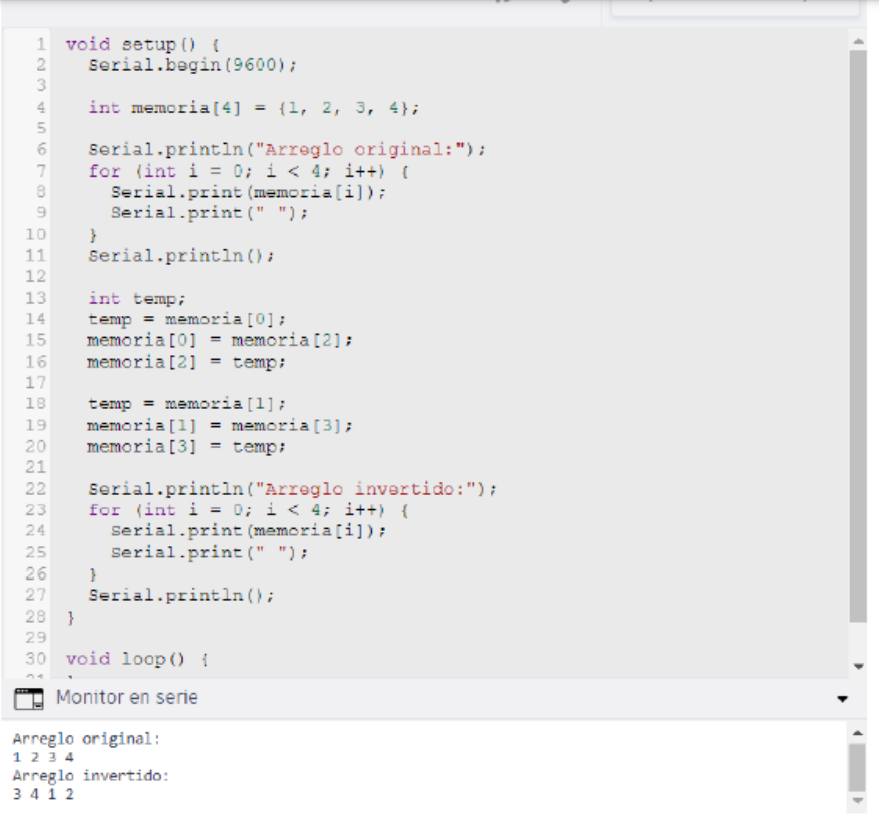 1 void setup() {
2 Serial.begin(9600);
3
4 int memoria[4] = {1, 2, 3, 4};
5
6 Serial.println("Arreglo original:");
7 for (int i = 0; i < 4; i++) {
8 Serial.print(memoria[i]);
9 Serial.print(" ");
10 }
11 Serial.println();
12
13 int temp;
14 temp = memoria[0];
15 memoria[0] = memoria[2];
16 memoria[2] = temp;
17
18 temp = memoria[1];
19 memoria[1] = memoria[3];
20 memoria[3] = temp;
21
22 Serial.println("Arreglo invertido:");
23 for (int i = 0; i < 4; i++) {
24 Serial.print(memoria[i]);
25 Serial.print(" ");
26 }
27 Serial.println();
28 }
29
30 void loop() {
Monitor en serie
Arreglo original:
1 2 3 4
Arreglo invertido:
3 4 1 2